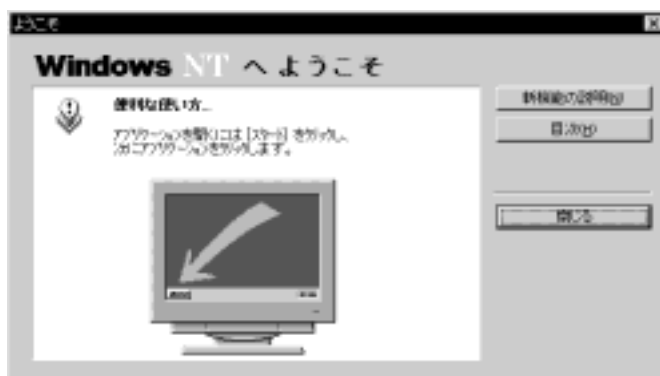 ようこそ
Windows NT へようこそ
便利な使い方...
アプリケーションを開くには [スタート] をクリックし、
次にアプリケーションをクリックします。
新機能の説明(N)
目次(H)
閉じる